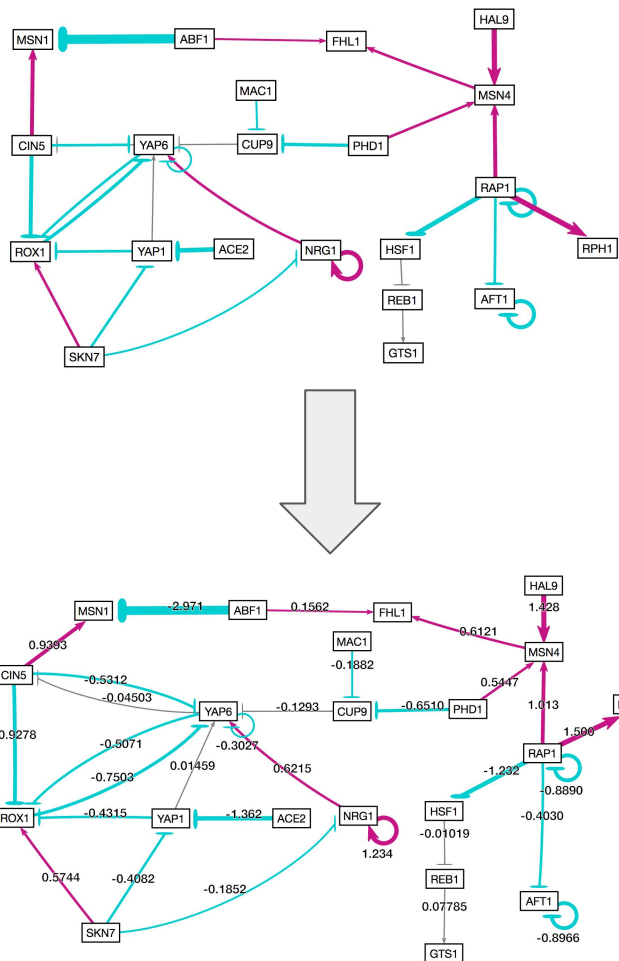 HAL9
MSN1 ABF1 FHL1
MAC1 MSN4
CIN5 YAP6 CUP9 PHD1
RAP1
ROX1 YAP1 ACE2 NRG1 HSF1 RPH1
REB1 AFT1
SKN7 GTS1
HAL9
MSN1 -2.971 ABF1 0.1562 FHL1 1.428
0.9393 MAC1 0.6121 MSN4
CIN5 -0.5312 -0.1882 0.5447
-0.04503 YAP6 -0.1293 CUP9 -0.6510 PHD1 1.013
0.9278 -0.5071 -0.3027 1.500
-0.7503 0.01459 0.6215 -1.232 RAP1
-0.8890
ROX1 -0.4315 YAP1 -1.362 ACE2 NRG1 HSF1 -0.4030
-0.01019
1.234
0.5744 -0.4082 -0.1852 REB1
0.07785 AFT1
SKN7 -0.8966
GTS1